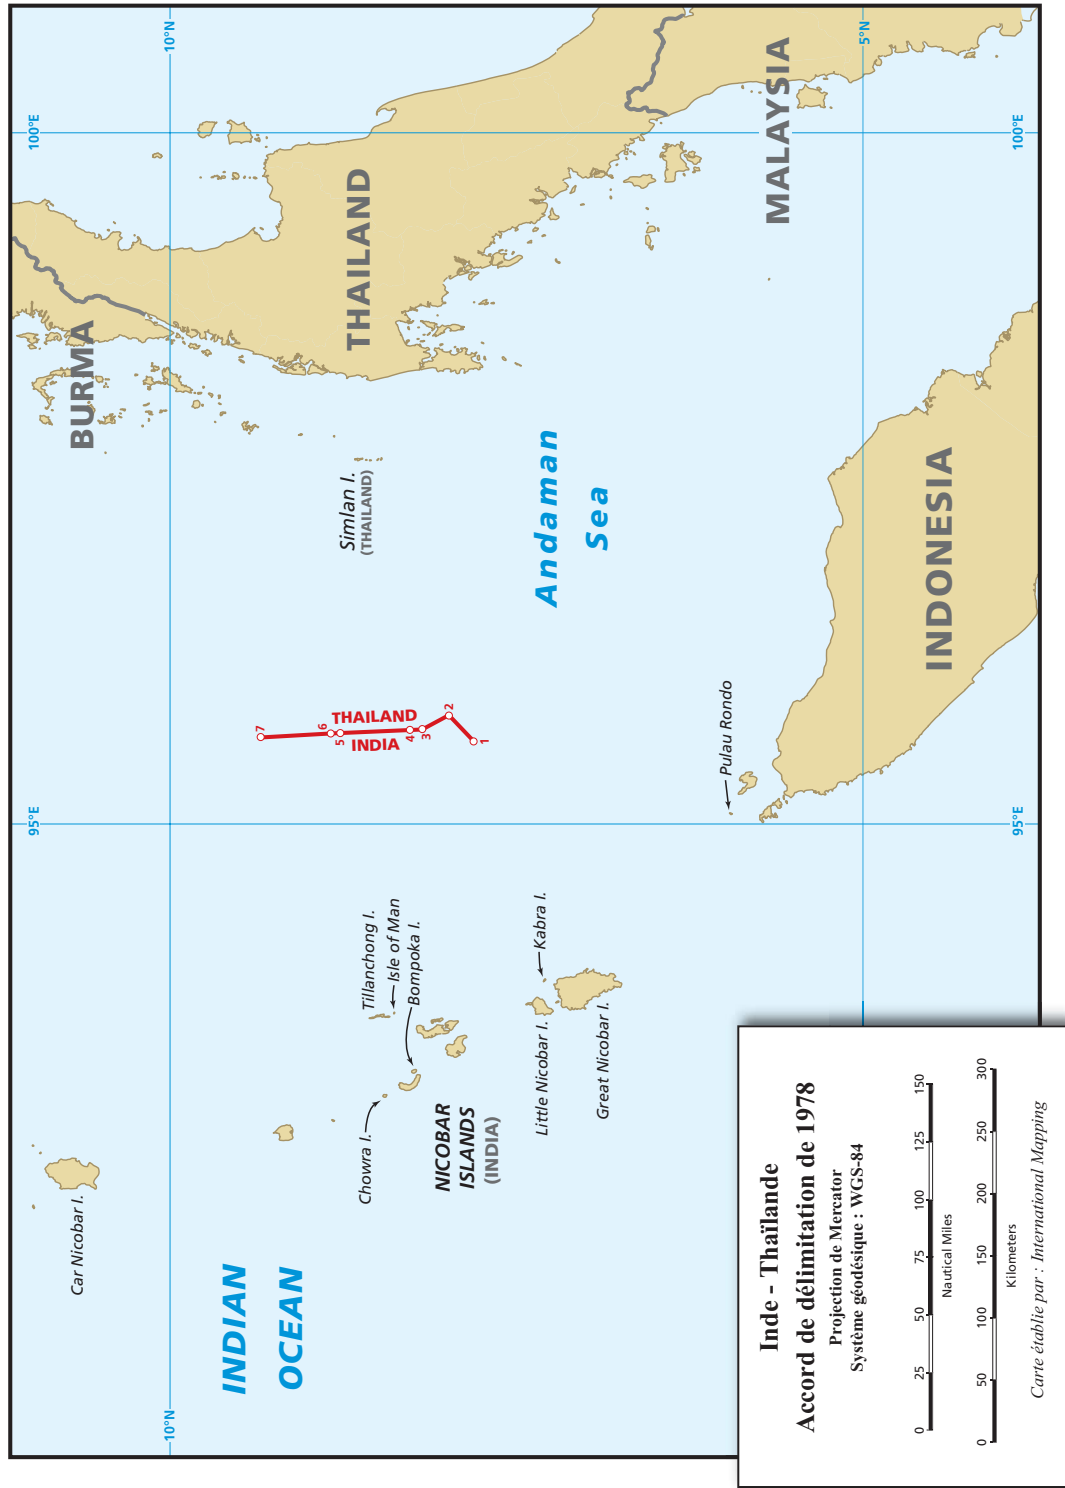 10°N
5°N
100°E
100°E
BURMA
THAILAND
MALAYSIA
Simlan I.
(THAILAND)
Andaman
Sea
INDONESIA
THAILAND
INDIA
7
6
5
4
3
2
1
Pulau Rondo
95°E
95°E
Tillanchong I.
Isle of Man
Bompoka I.
Kabra I.
Chowra I.
NICOBAR
ISLANDS
(INDIA)
Little Nicobar I.
Great Nicobar I.
Car Nicobar I.
INDIAN
OCEAN
10°N
Inde - Thaïlande
Accord de délimitation de 1978
Projection de Mercator
Système géodésique : WGS-84
0 25 50 75 100 125 150
Nautical Miles
0 50 100 150 200 250 300
Kilometers
Carte établie par : International Mapping